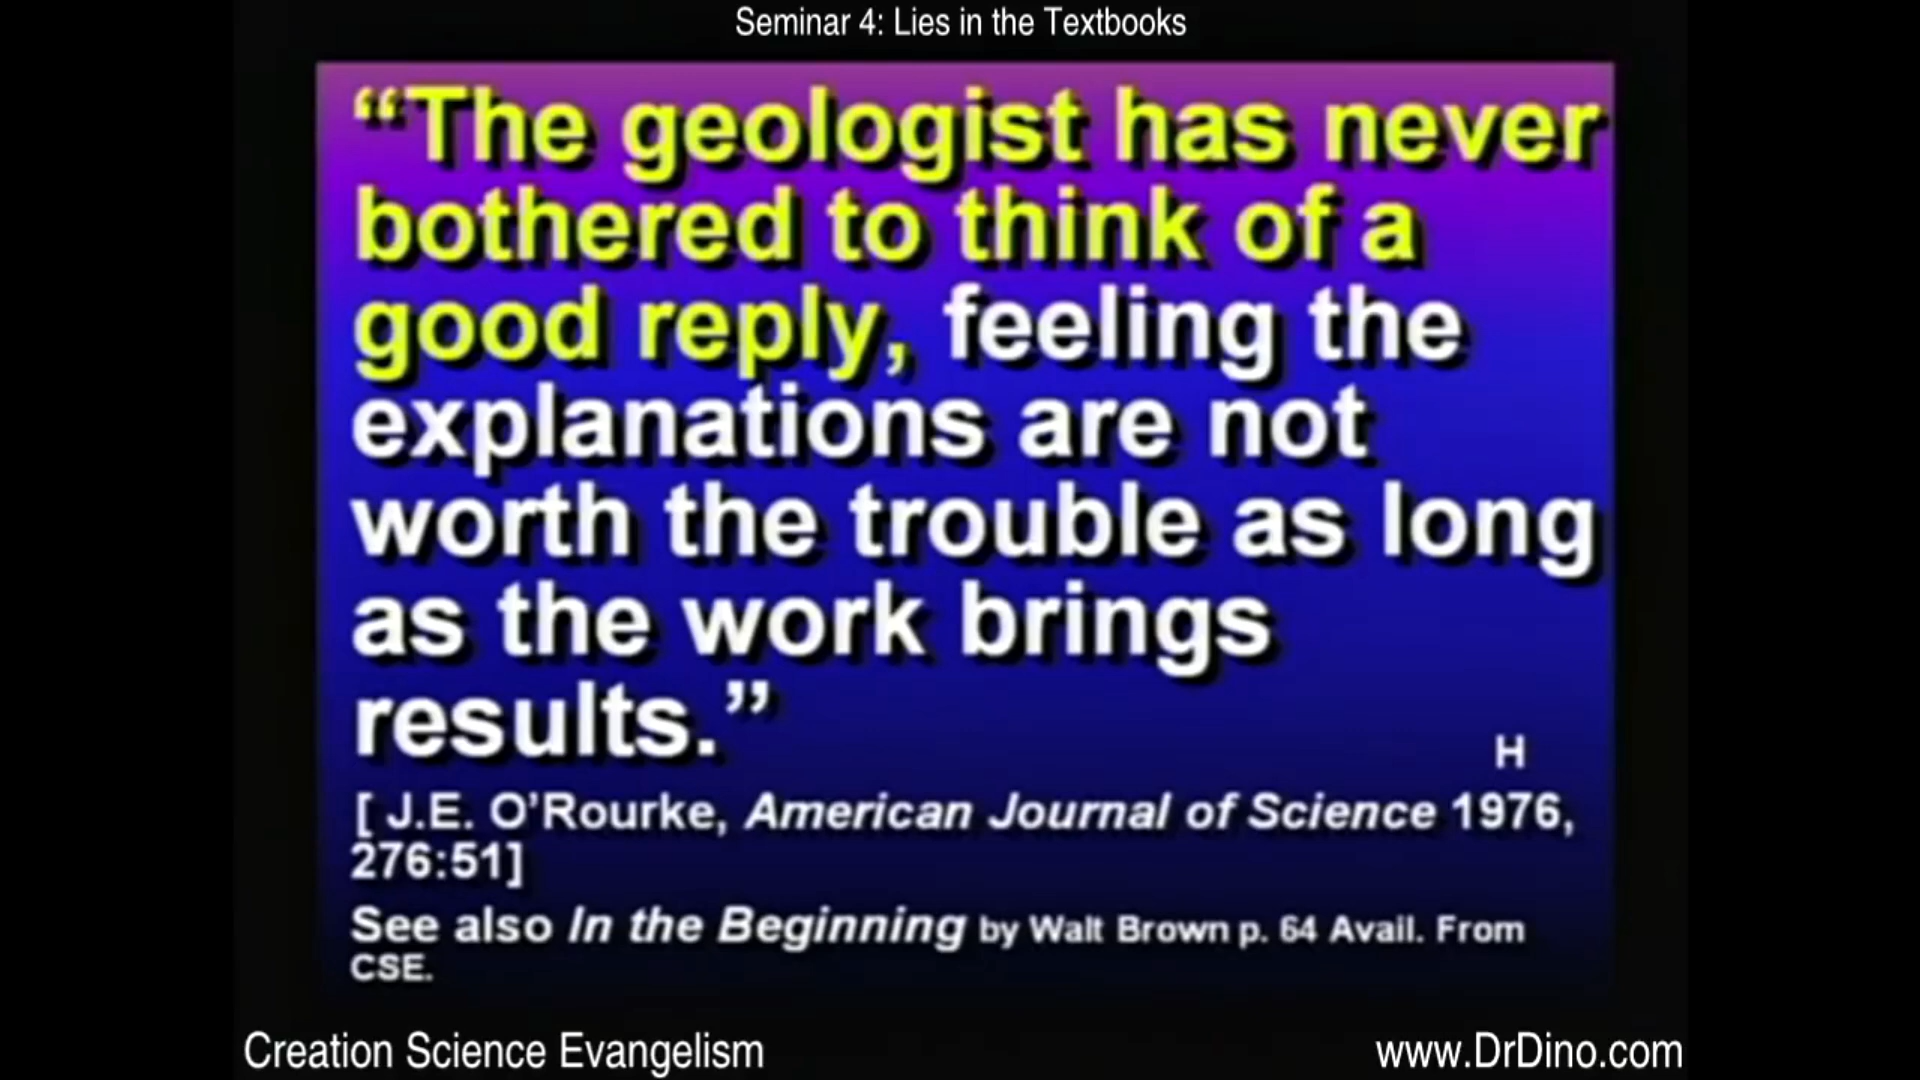 Seminar 4: Lies in the Textbooks
“The geologist has never
bothered to think of a
good reply, feeling the
explanations are not
worth the trouble as long
as the work brings
results.”
H
[ J.E. O’Rourke, American Journal of Science 1976,
276:51]
See also In the Beginning by Walt Brown p. 64 Avail. From
CSE.
Creation Science Evangelism
www.DrDino.com